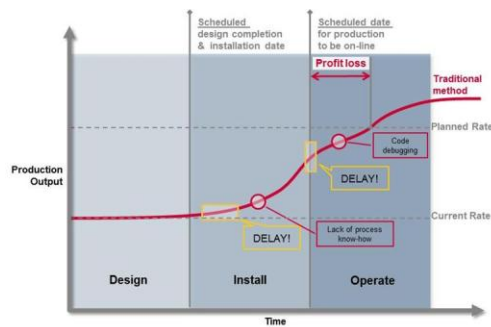 Scheduled
design completion
& installation date
Scheduled date
for production
to be on-line
Profit loss
Traditional
method
Planned Rate
Code
debugging
Production
Output
DELAY!
Current Rate
Lack of process
know-how
DELAY!
Design
Install
Operate
Time